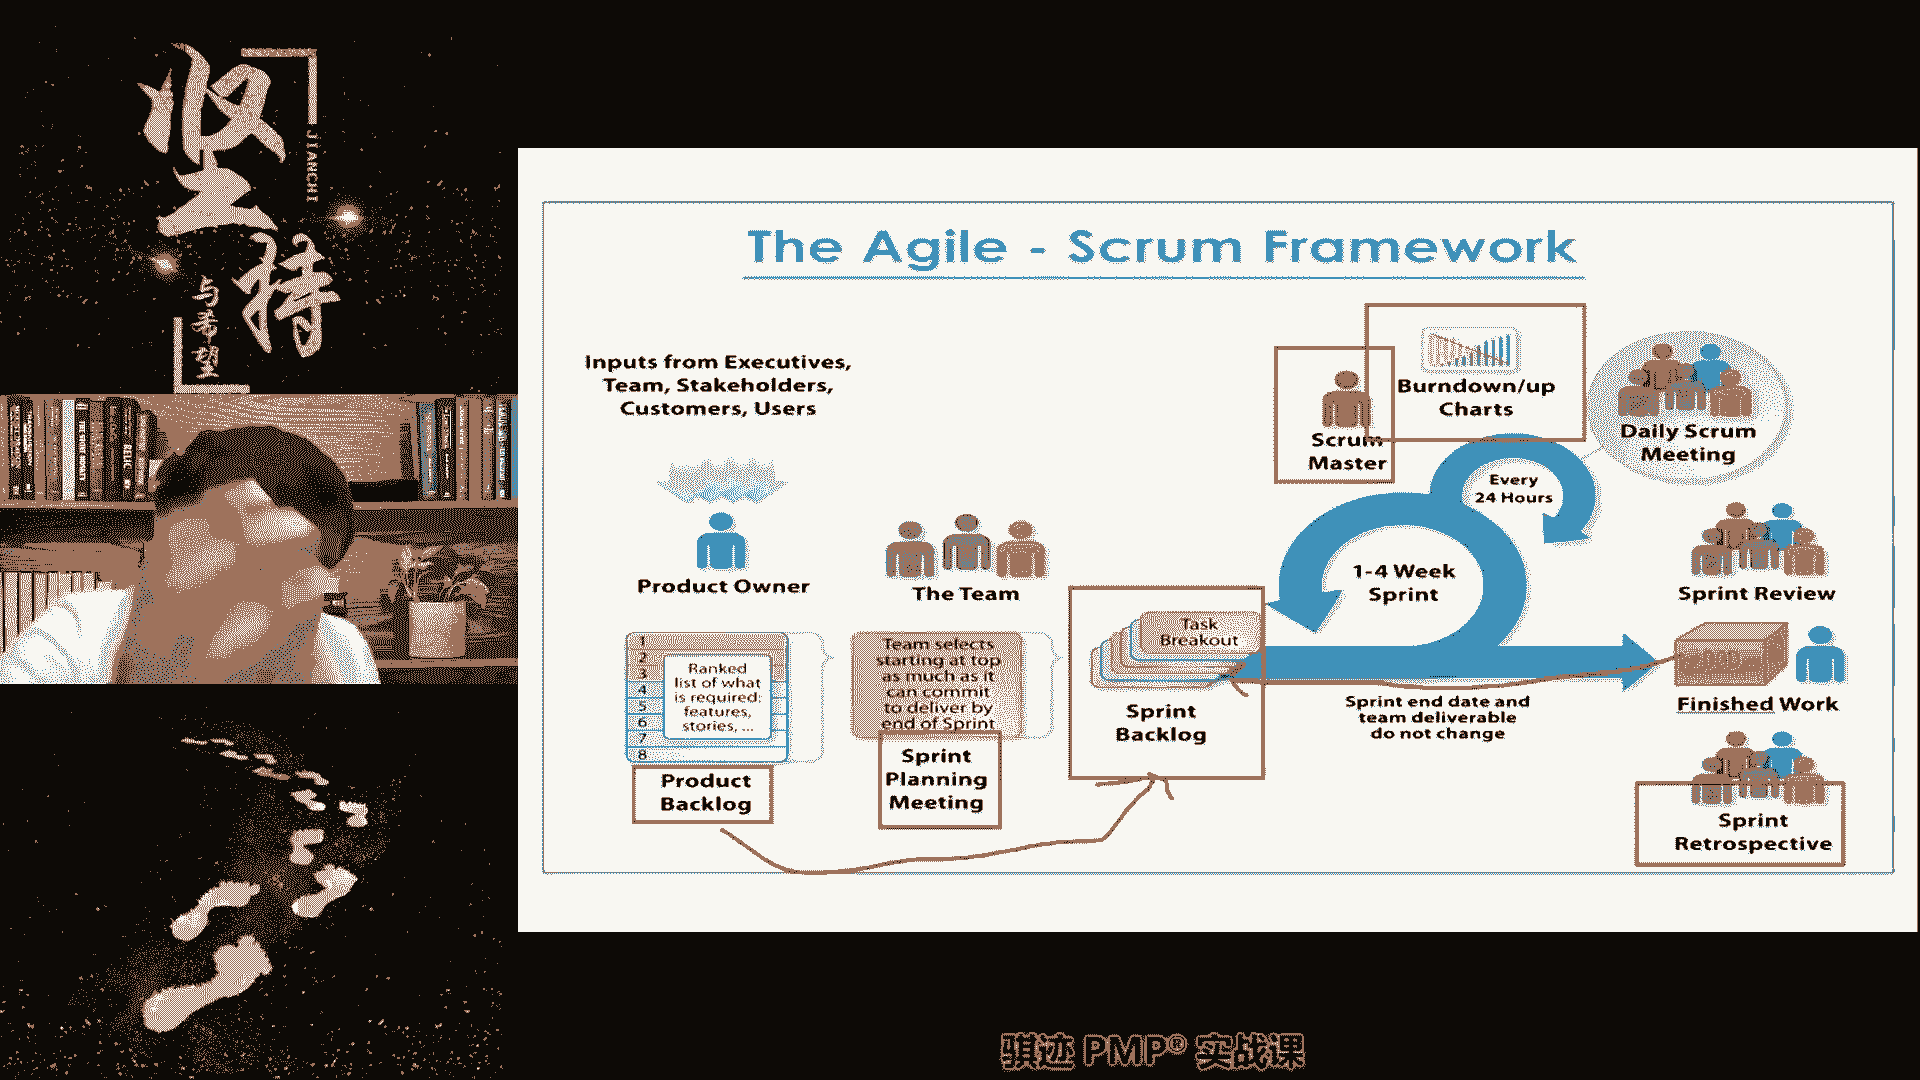 坚持
JIANCHI
与希望
The Agile - Scrum Framework
Inputs from Executives,
Team, Stakeholders,
Customers, Users
Product Owner
The Team
1
2
3
4
5
6
7
8
Ranked
list of what
is required:
features,
stories, ...
Product
Backlog
Team selects
starting at top
as much as it
can commit
to deliver by
end of Sprint
Sprint
Planning
Meeting
Task
Breakout
Sprint
Backlog
Scrum
Master
Burndown/up
Charts
Every
24 Hours
1-4 Week
Sprint
Sprint end date and
team deliverable
do not change
Daily Scrum
Meeting
Sprint Review
Finished Work
Sprint
Retrospective
骐迹 PMP® 实战课